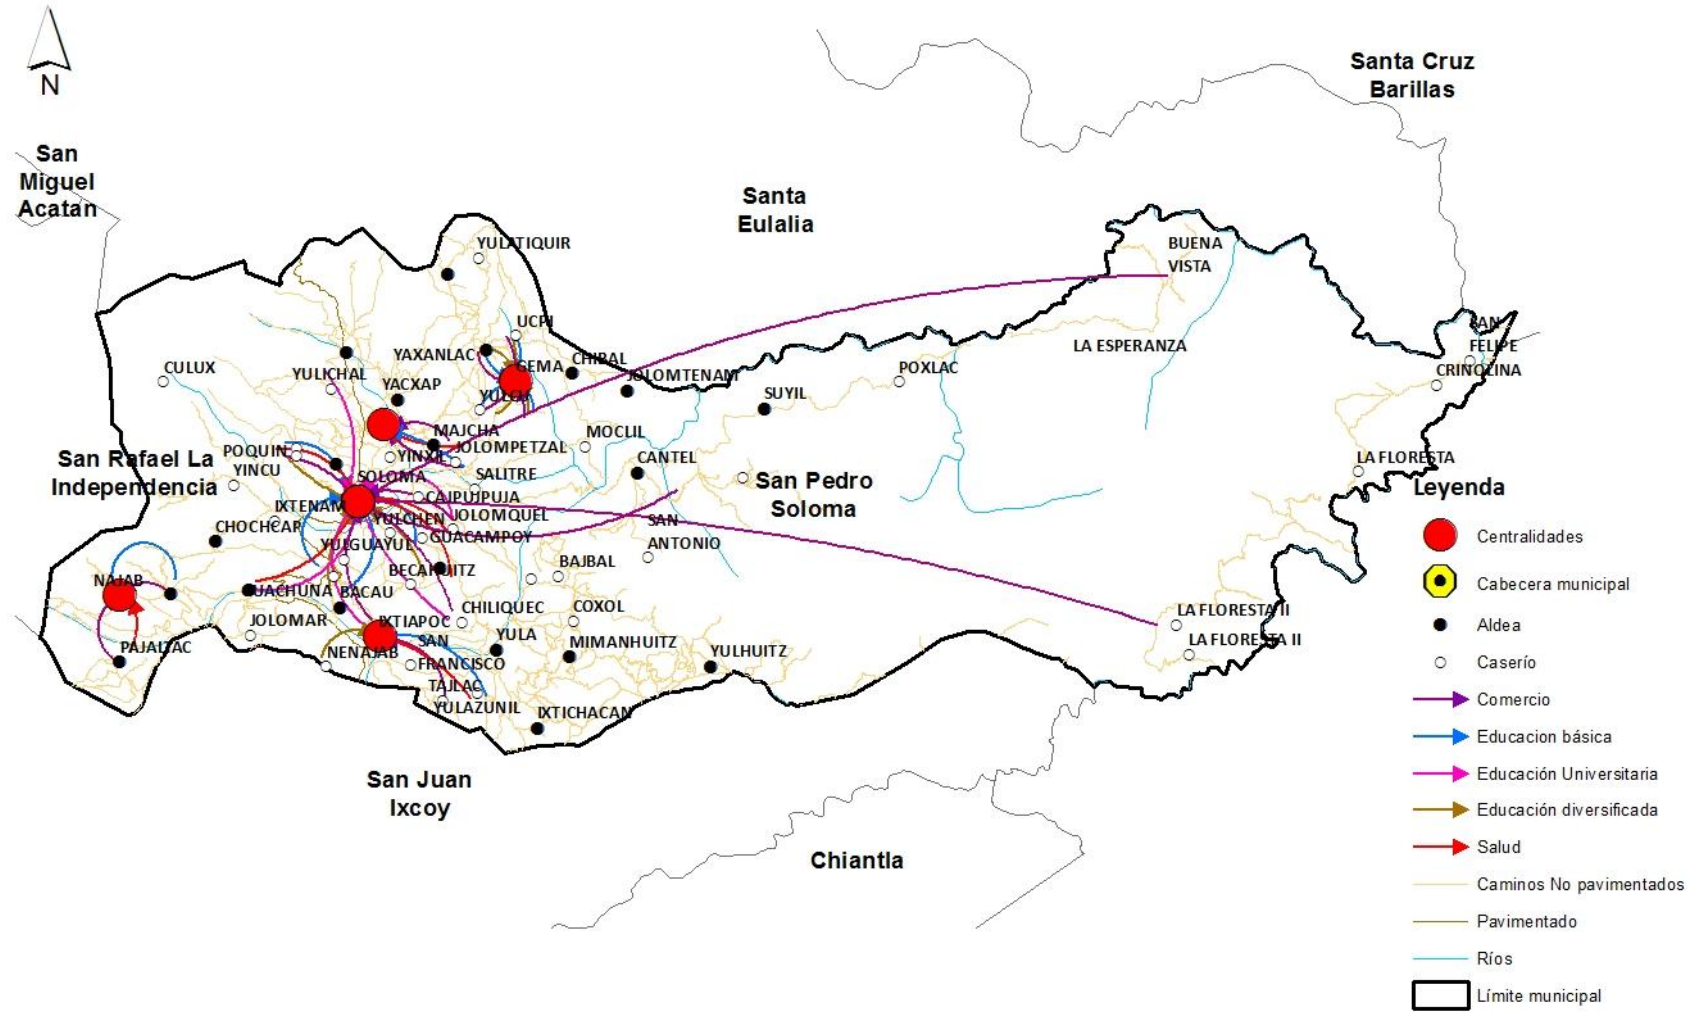 N
Santa Cruz
Barillas
San
Miguel
Acatan
Santa
Eulalia
YULATIQUIR
BUENA
VISTA
UCPI
SAN
FELIPE
CRINOLINA
LA ESPERANZA
YAXANLAC
GEMA
CHIBAL
CULUX
YULICHAL
YACXAP
JOLOMTENAM
POXLAC
SUYIL
YULCU
MAJCHA
MOCLIL
JOLOMPETZAL
POQUIN
YINCU
YINXIL
CANTEL
LA FLORESTA
San Rafael La
Independencia
SOLOMA
SALITRE
San Pedro
Soloma
CAJPUJPUJA
IXTENAM
CHOCHCAP
YULCHEN
JOLOMQUEL
SAN
ANTONIO
GUACAMPOY
YULGUAYUL
BAJBAL
BECAHUITZ
NAJAB
UACHUNA
BACAU
CHILIQUEC
COXOL
LA FLORESTA II
JOLOMAR
IXTIAPOC
YULA
MIMANHUITZ
LA FLORESTA II
PAJALTAC
NENAJAB
SAN
FRANCISCO
YULHUITZ
TAJLAC
YULAZUNIL
IXTICHACAN
San Juan
Ixcoy
Chiantla
Leyenda
Centralidades
Cabecera municipal
Aldea
Caserío
Comercio
Educacion básica
Educación Universitaria
Educación diversificada
Salud
Caminos No pavimentados
Pavimentado
Ríos
Límite municipal